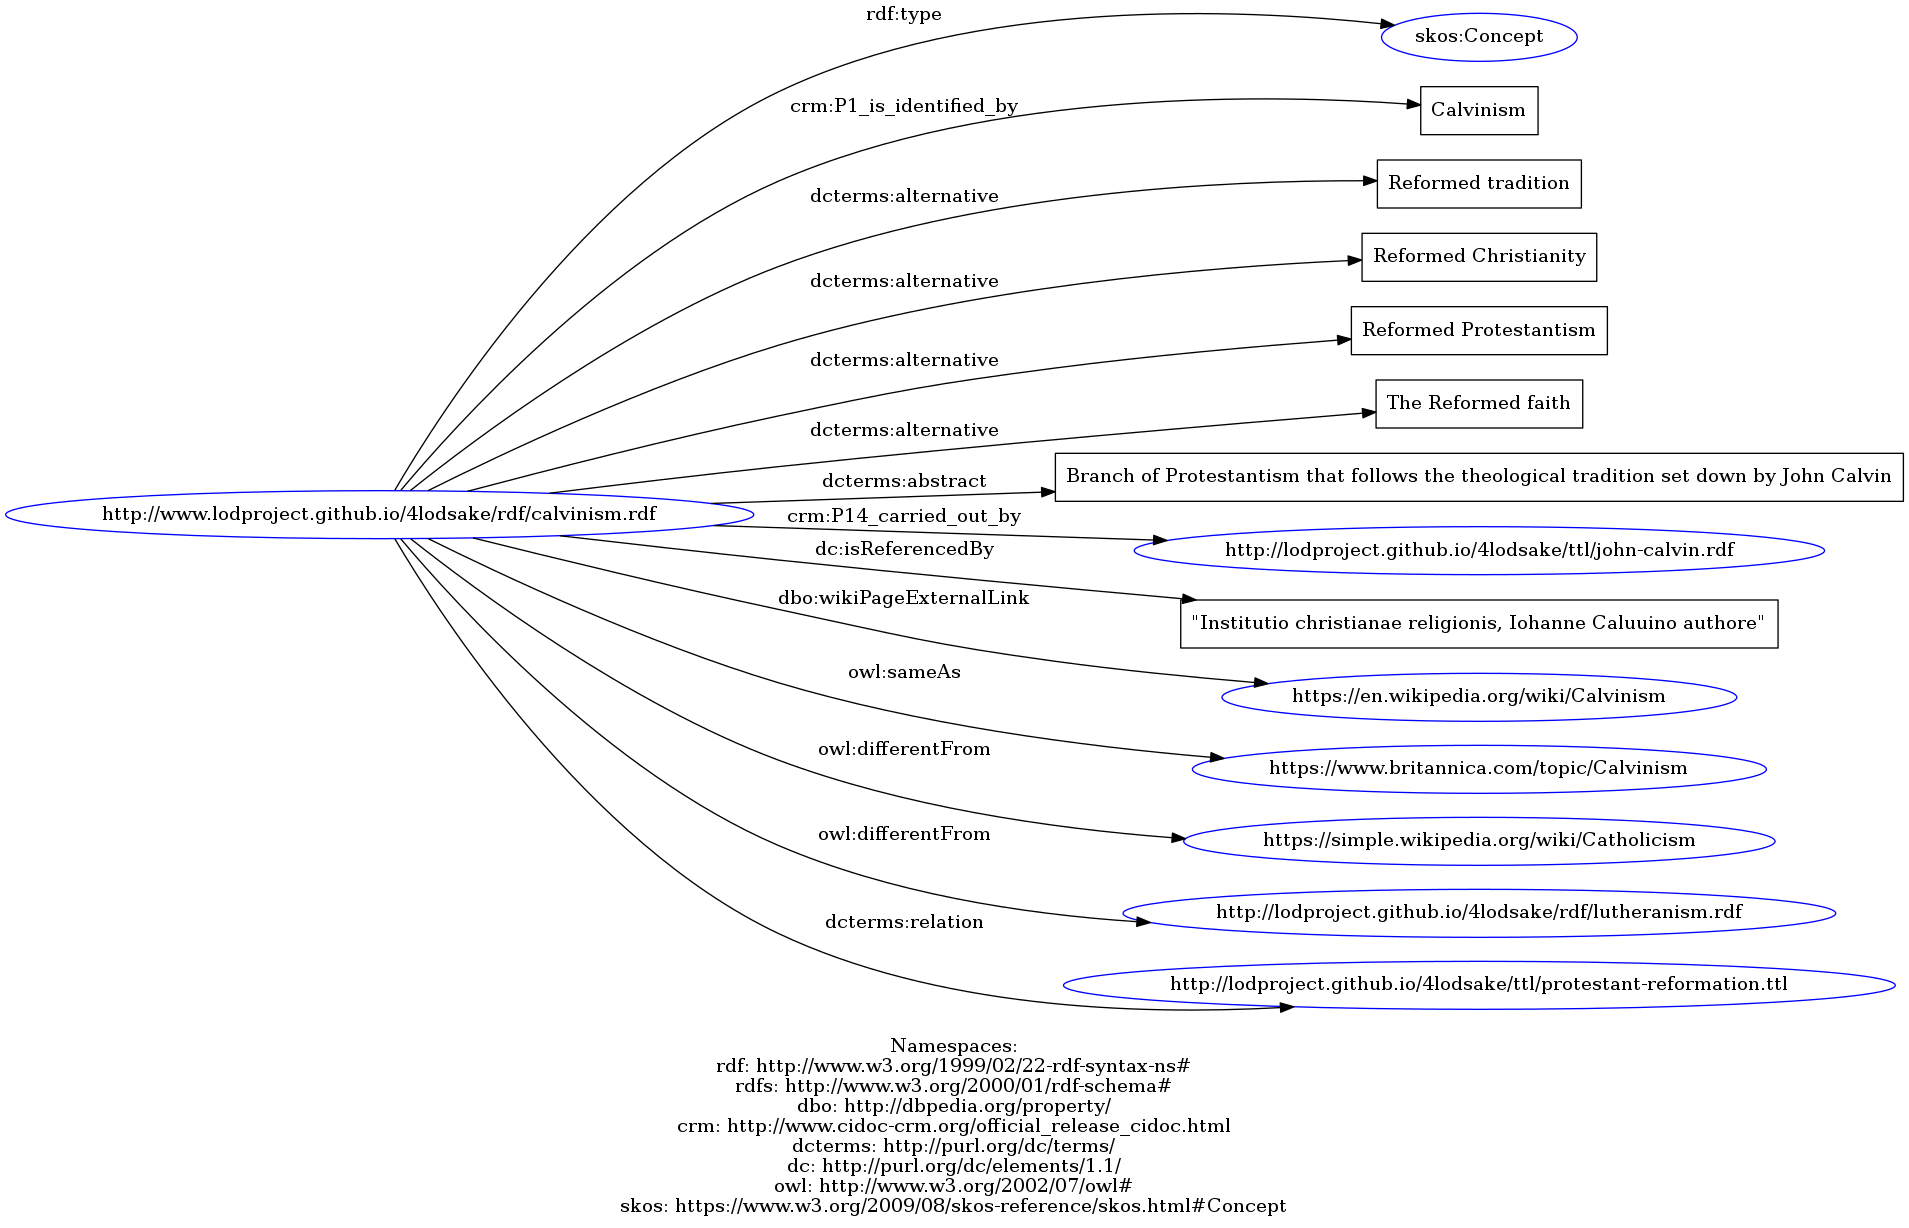 rdf:type
skos:Concept
crm:P1_is_identified_by
Calvinism
dcterms:alternative
Reformed tradition
dcterms:alternative
Reformed Christianity
dcterms:alternative
Reformed Protestantism
dcterms:alternative
The Reformed faith
dcterms:abstract
Branch of Protestantism that follows the theological tradition set down by John Calvin
http://www.lodproject.github.io/4lodsake/rdf/calvinism.rdf
crm:P14_carried_out_by
http://lodproject.github.io/4lodsake/ttl/john-calvin.rdf
dc:isReferencedBy
"Institutio christianae religionis, Iohanne Caluuino authore"
dbo:wikiPageExternalLink
https://en.wikipedia.org/wiki/Calvinism
owl:sameAs
https://www.britannica.com/topic/Calvinism
owl:differentFrom
https://simple.wikipedia.org/wiki/Catholicism
owl:differentFrom
http://lodproject.github.io/4lodsake/rdf/lutheranism.rdf
dcterms:relation
http://lodproject.github.io/4lodsake/ttl/protestant-reformation.ttl
Namespaces:
rdf: http://www.w3.org/1999/02/22-rdf-syntax-ns#
rdfs: http://www.w3.org/2000/01/rdf-schema#
dbo: http://dbpedia.org/property/
crm: http://www.cidoc-crm.org/official_release_cidoc.html
dcterms: http://purl.org/dc/terms/
dc: http://purl.org/dc/elements/1.1/
owl: http://www.w3.org/2002/07/owl#
skos: https://www.w3.org/2009/08/skos-reference/skos.html#Concept